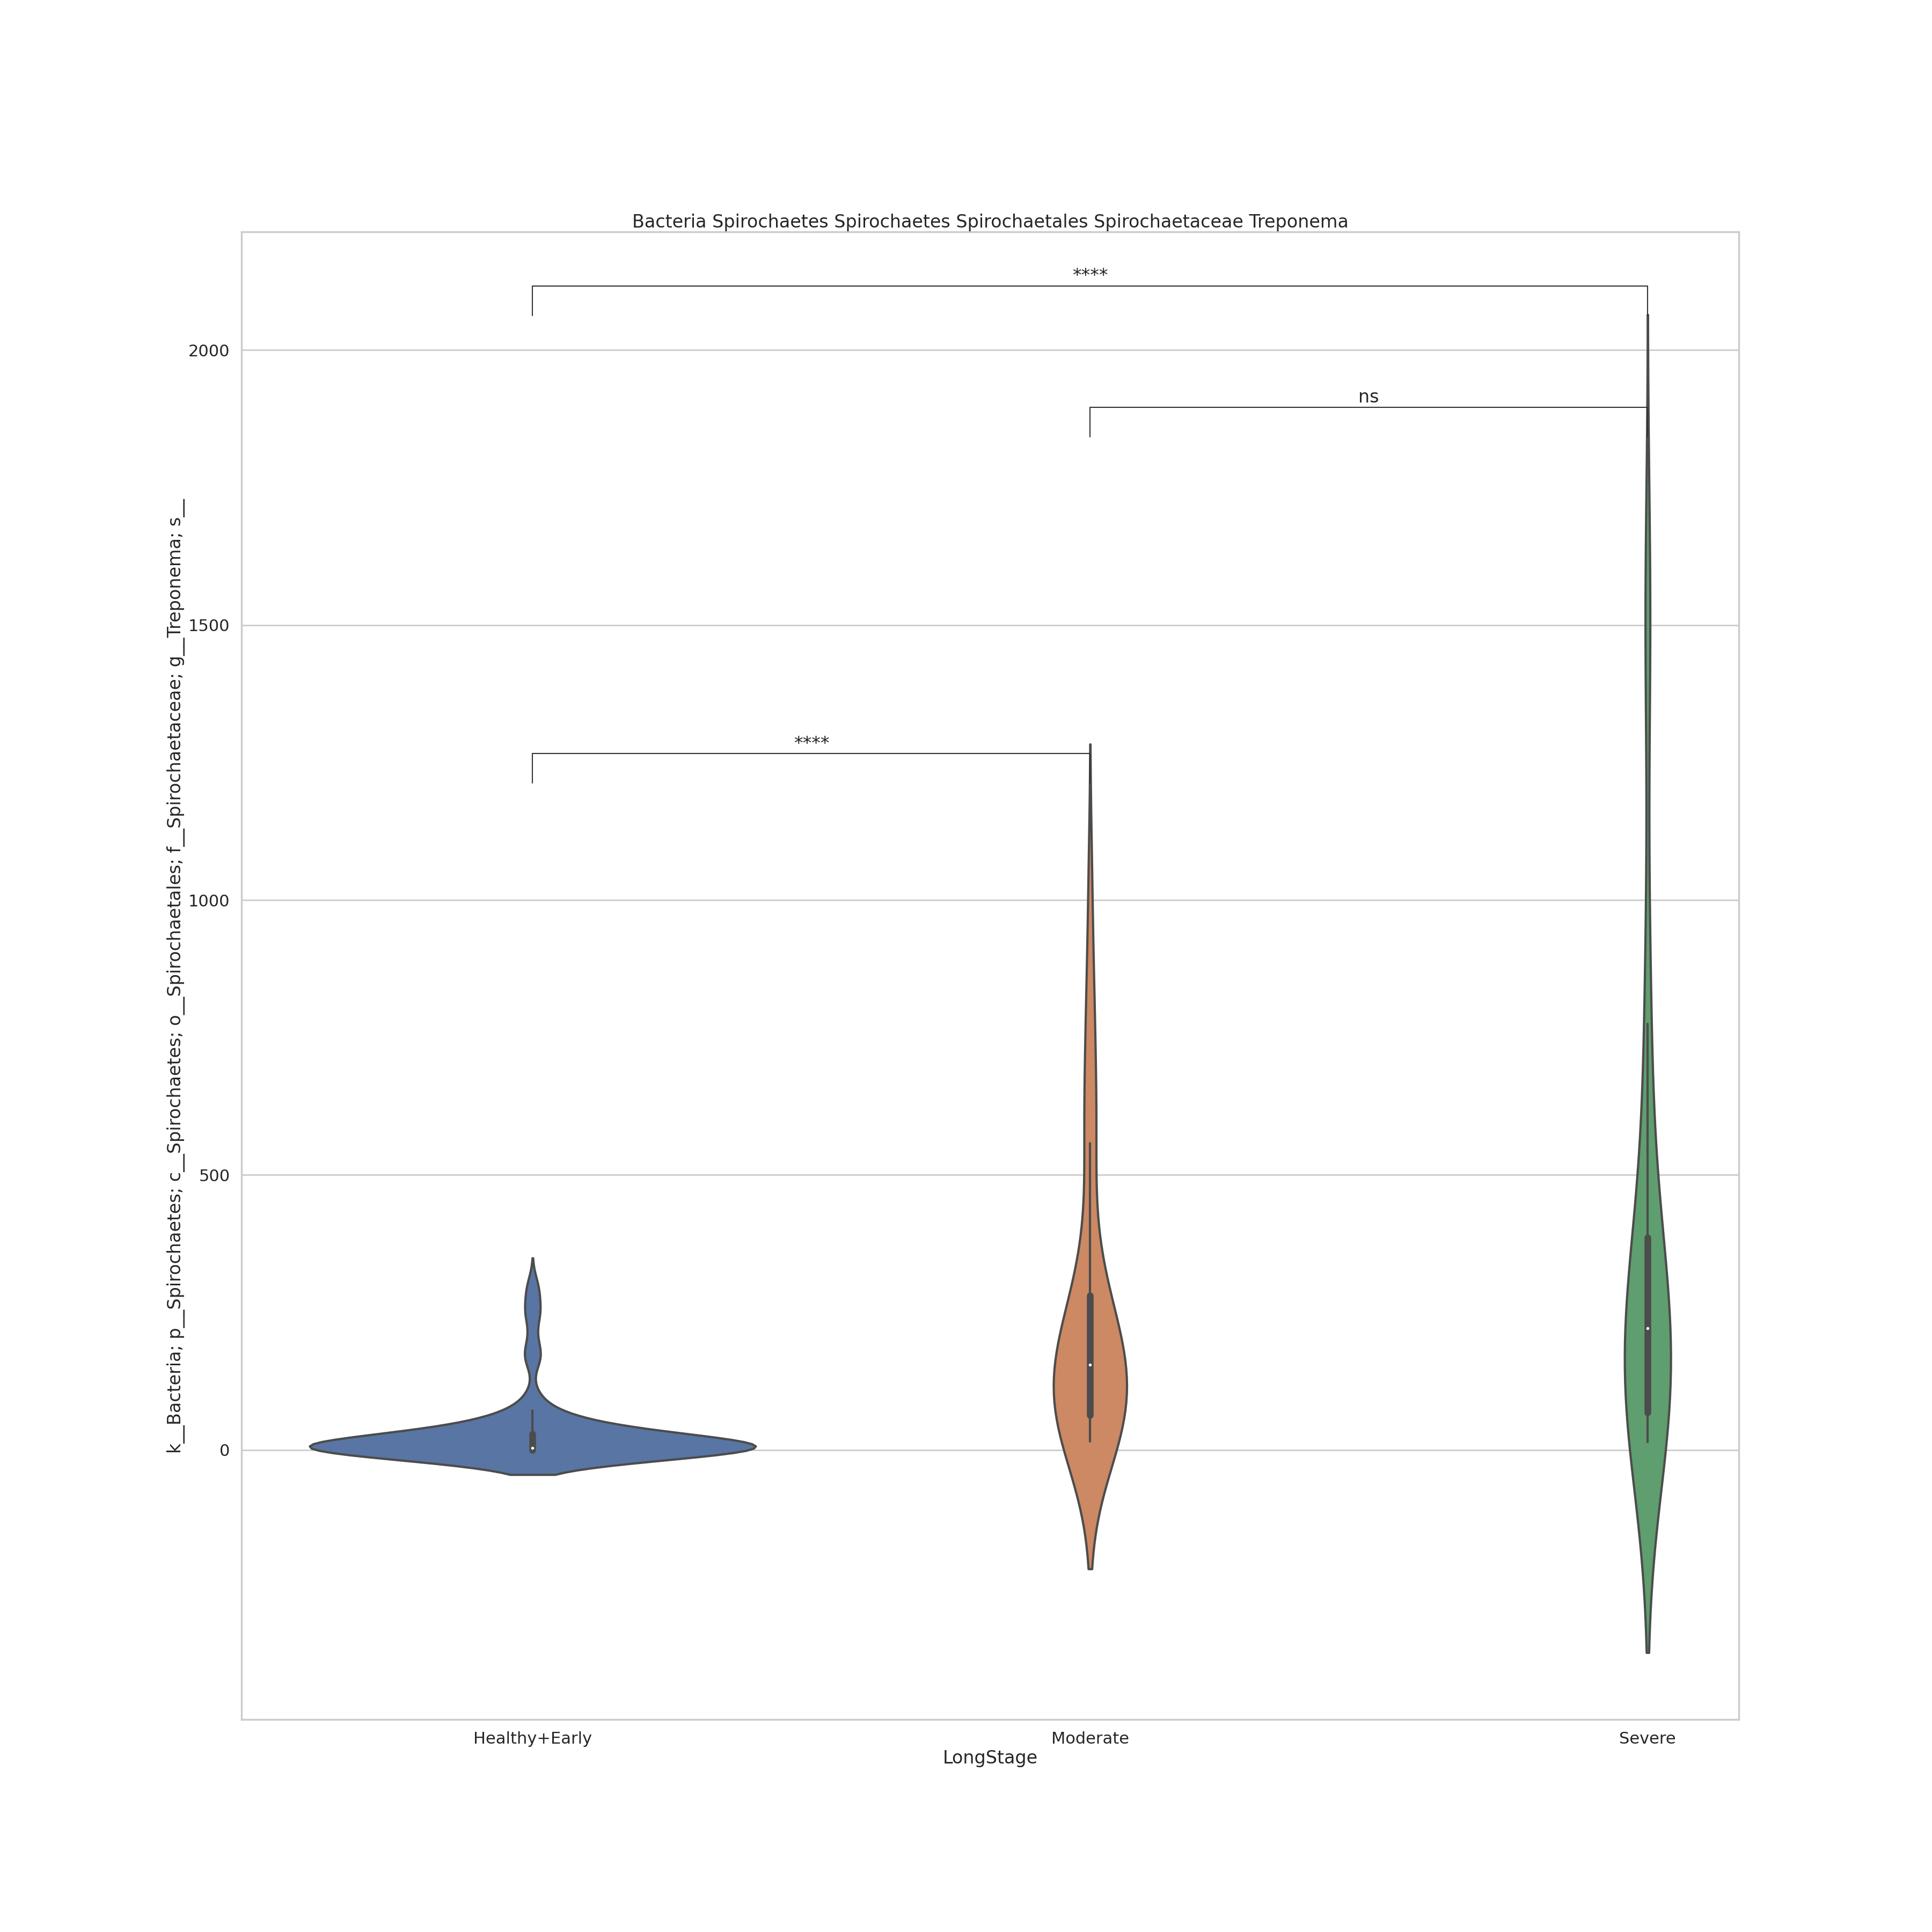 Bacteria Spirochaetes Spirochaetes Spirochaetales Spirochaetaceae Treponema
****
2000
ns
1500
****
1000
500
0
k__Bacteria; p__Spirochaetes; c__Spirochaetes; o__Spirochaetales; f__Spirochaetaceae; g__Treponema; s__
Healthy+Early
Moderate
Severe
LongStage